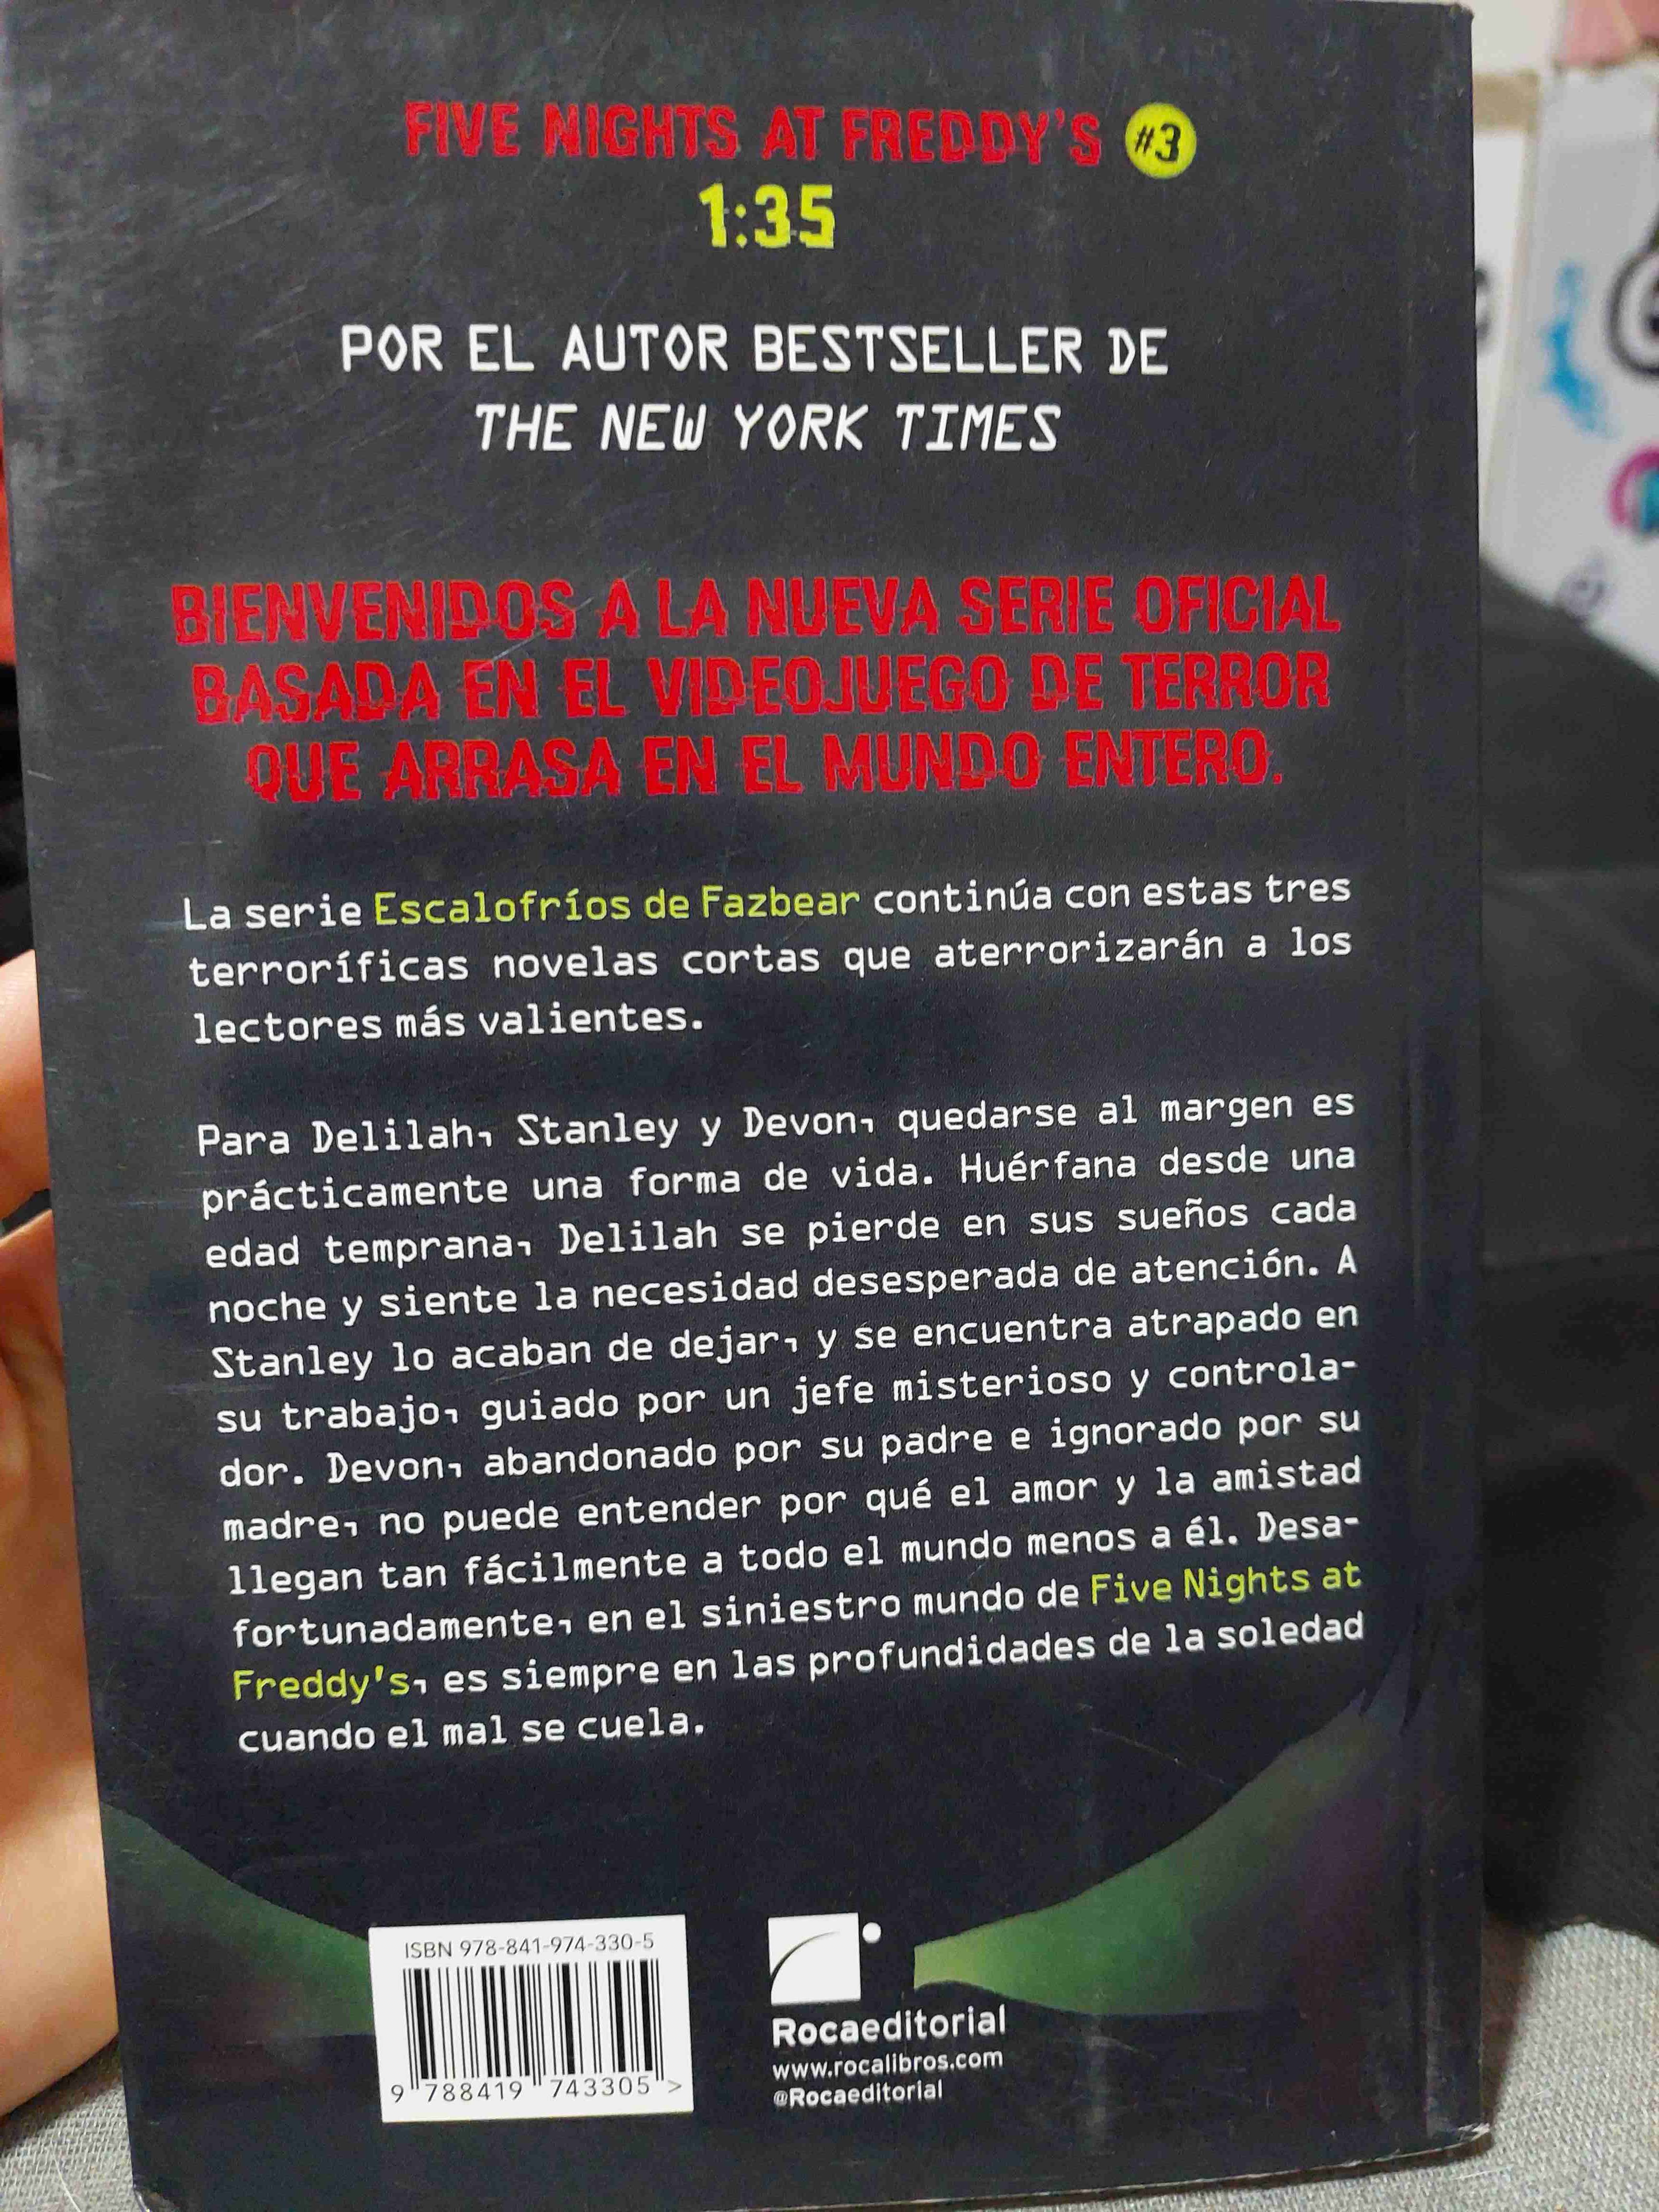 FIVE NIGHTS AT FREDDY'S #3
1:35
POR EL AUTOR BESTSELLER DE
THE NEW YORK TIMES
BIENVENIDOS A LA NUEVA SERIE OFICIAL
BASADA EN EL VIDEOJUEGO DE TERROR
QUE ARRASA EN EL MUNDO ENTERO.
La serie Escalofríos de Fazbear continúa con estas tres
terroríficas novelas cortas que aterrorizarán a los
lectores más valientes.
Para Delilah, Stanley y Devon, quedarse al margen es
prácticamente una forma de vida. Huérfana desde una
edad temprana, Delilah se pierde en sus sueños cada
noche y siente la necesidad desesperada de atención. A
Stanley lo acaban de dejar, y se encuentra atrapado en
su trabajo, guiado por un jefe misterioso y controla-
dor. Devon, abandonado por su padre e ignorado por su
madre, no puede entender por qué el amor y la amistad
llegan tan fácilmente a todo el mundo menos a él. Desa-
fortunadamente, en el siniestro mundo de Five Nights at
Freddy's, es siempre en las profundidades de la soledad
cuando el mal se cuela.
ISBN 978-841-974-330-5
9 788419 743305 >
Rocaeditorial
www.rocalibros.com
@Rocaeditorial